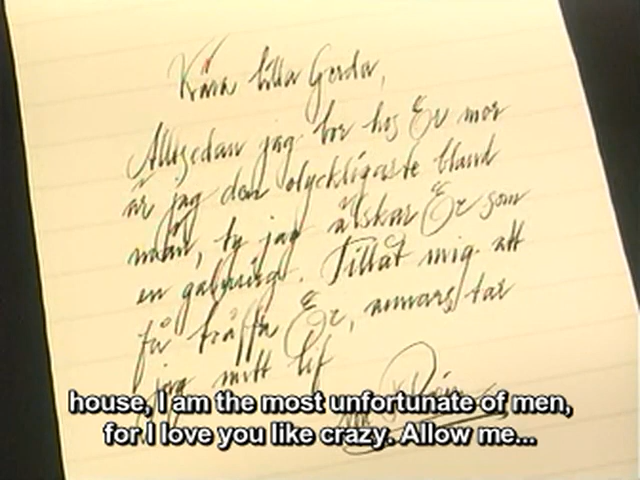 Kära lilla Gerda,
Alltsedan jag bor hos Er mor
är jag den olyckligaste bland
män, ty jag älskar Er som
en galning. Tillåt mig att
få träffa Er, annars tar
jag mitt lif
house, I am the most unfortunate of men,
for I love you like crazy. Allow me...